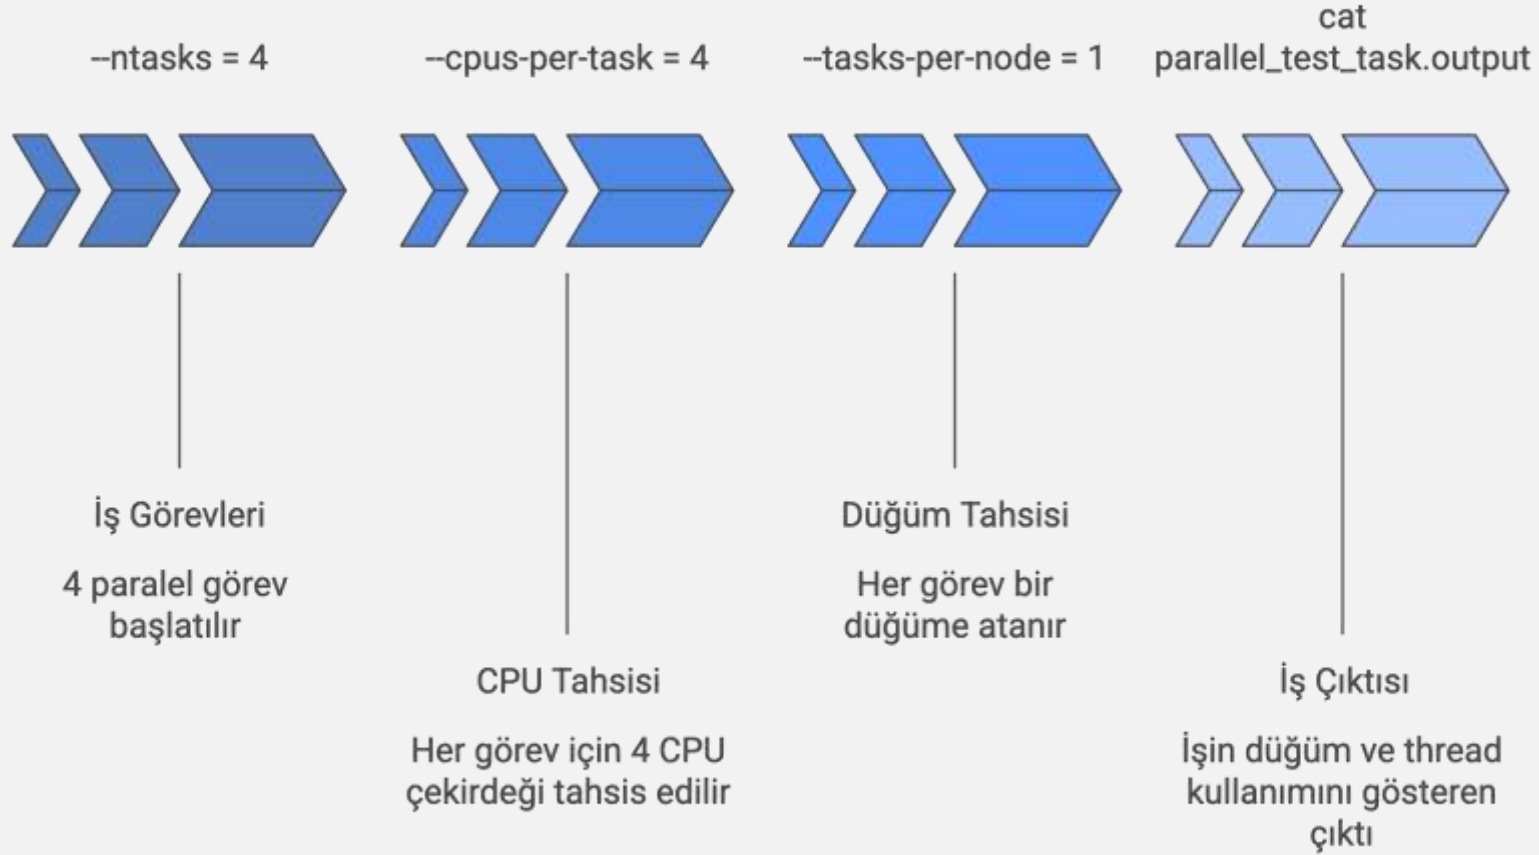 --ntasks = 4
--cpus-per-task = 4
--tasks-per-node = 1
cat
parallel_test_task.output
İş Görevleri
4 paralel görev
başlatılır
CPU Tahsisi
Her görev için 4 CPU
çekirdeği tahsis edilir
Düğüm Tahsisi
Her görev bir
düğüme atanır
İş Çıktısı
İşin düğüm ve thread
kullanımını gösteren
çıktı